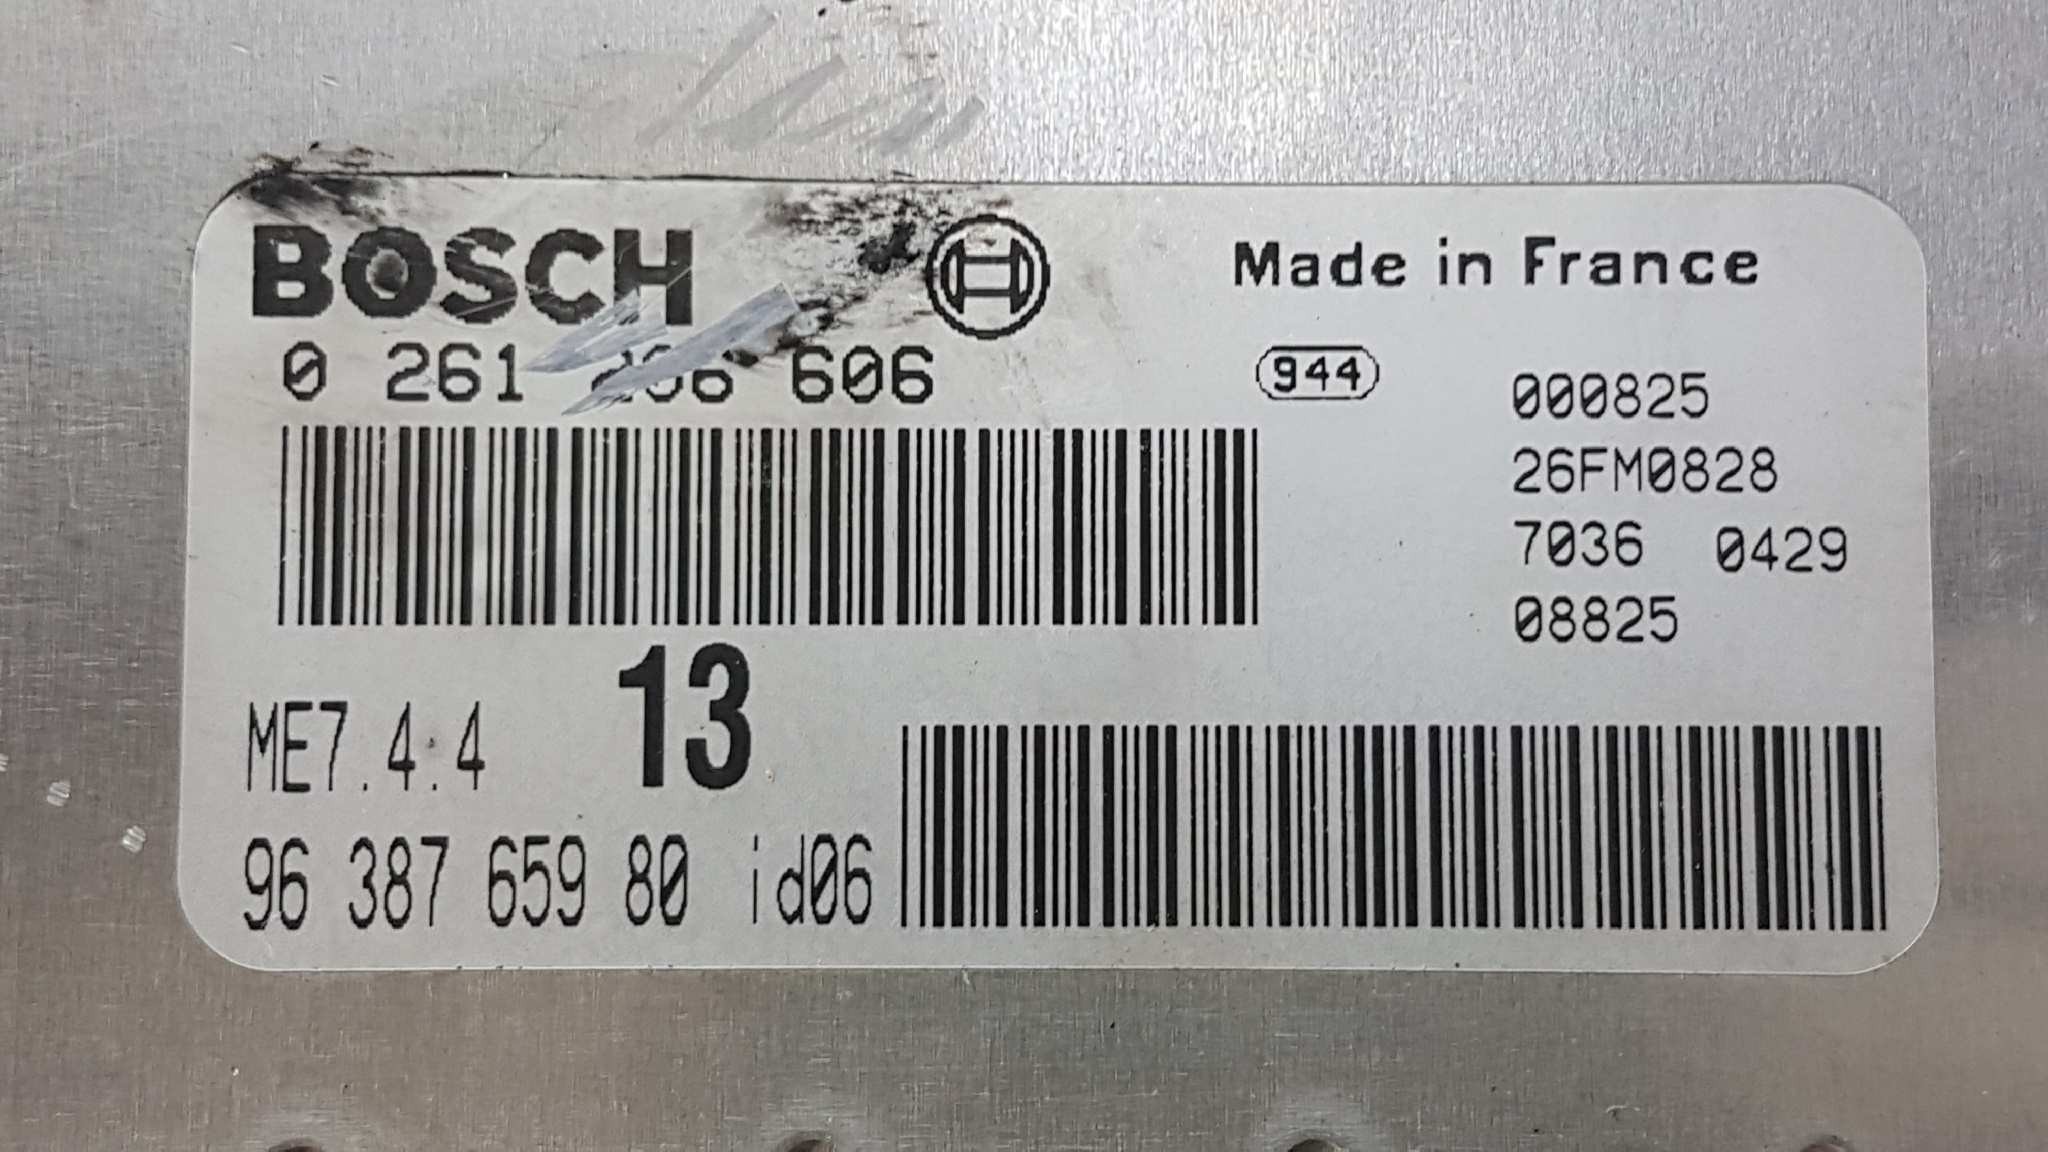 BOSCH
Made in France
0 261 206 606
944
000825
26FM0828
7036 0429
08825
13
ME7.4.4
96 387 659 80 id06